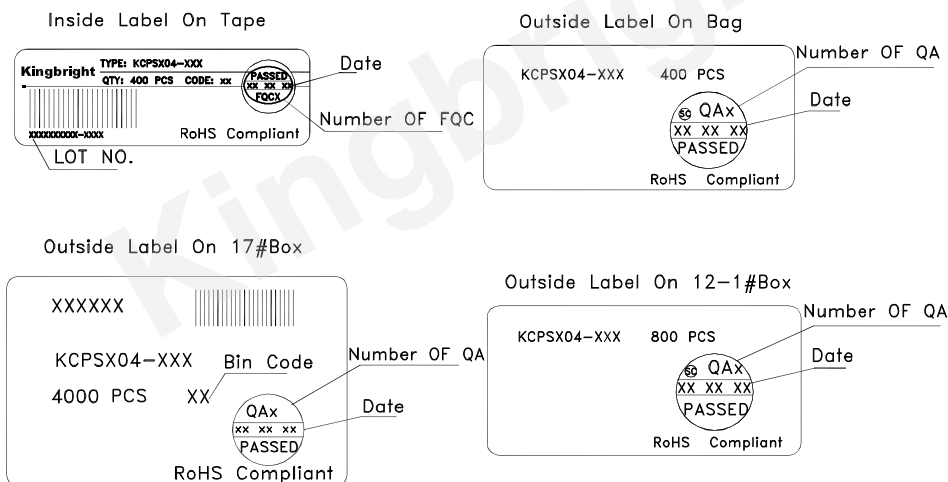 Inside Label On Tape
Kingbright
TYPE: KCPSX04-XXX
QTY: 400 PCS CODE: xx
PASSED
XX XX XX
FQCX
Date
Number OF FQC
XXXXXXXXXX-XXXX
RoHS Compliant
LOT NO.
Outside Label On Bag
KCPSX04-XXX 400 PCS
Number OF QA
SC QAx
Date
XX XX XX
PASSED
RoHS Compliant
Outside Label On 17#Box
XXXXXX
KCPSX04-XXX
Bin Code
Number OF QA
4000 PCS XX
QAx
Date
XX XX XX
PASSED
RoHS Compliant
Outside Label On 12-1#Box
KCPSX04-XXX 800 PCS
Number OF QA
SC QAx
Date
XX XX XX
PASSED
RoHS Compliant
Kingbright